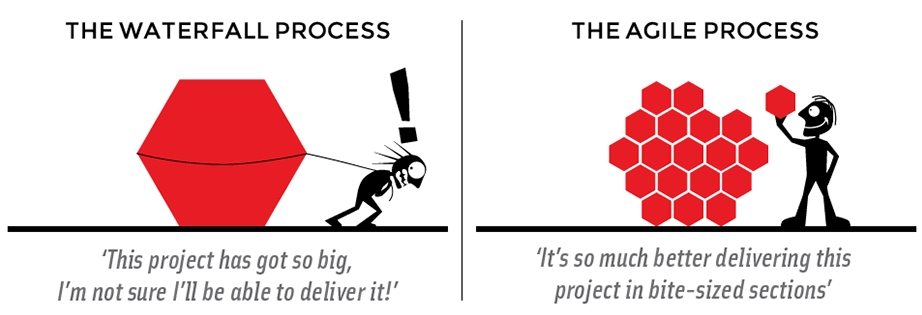 THE WATERFALL PROCESS
‘This project has got so big,
I’m not sure I’ll be able to deliver it!’
THE AGILE PROCESS
‘It’s so much better delivering this
project in bite-sized sections’